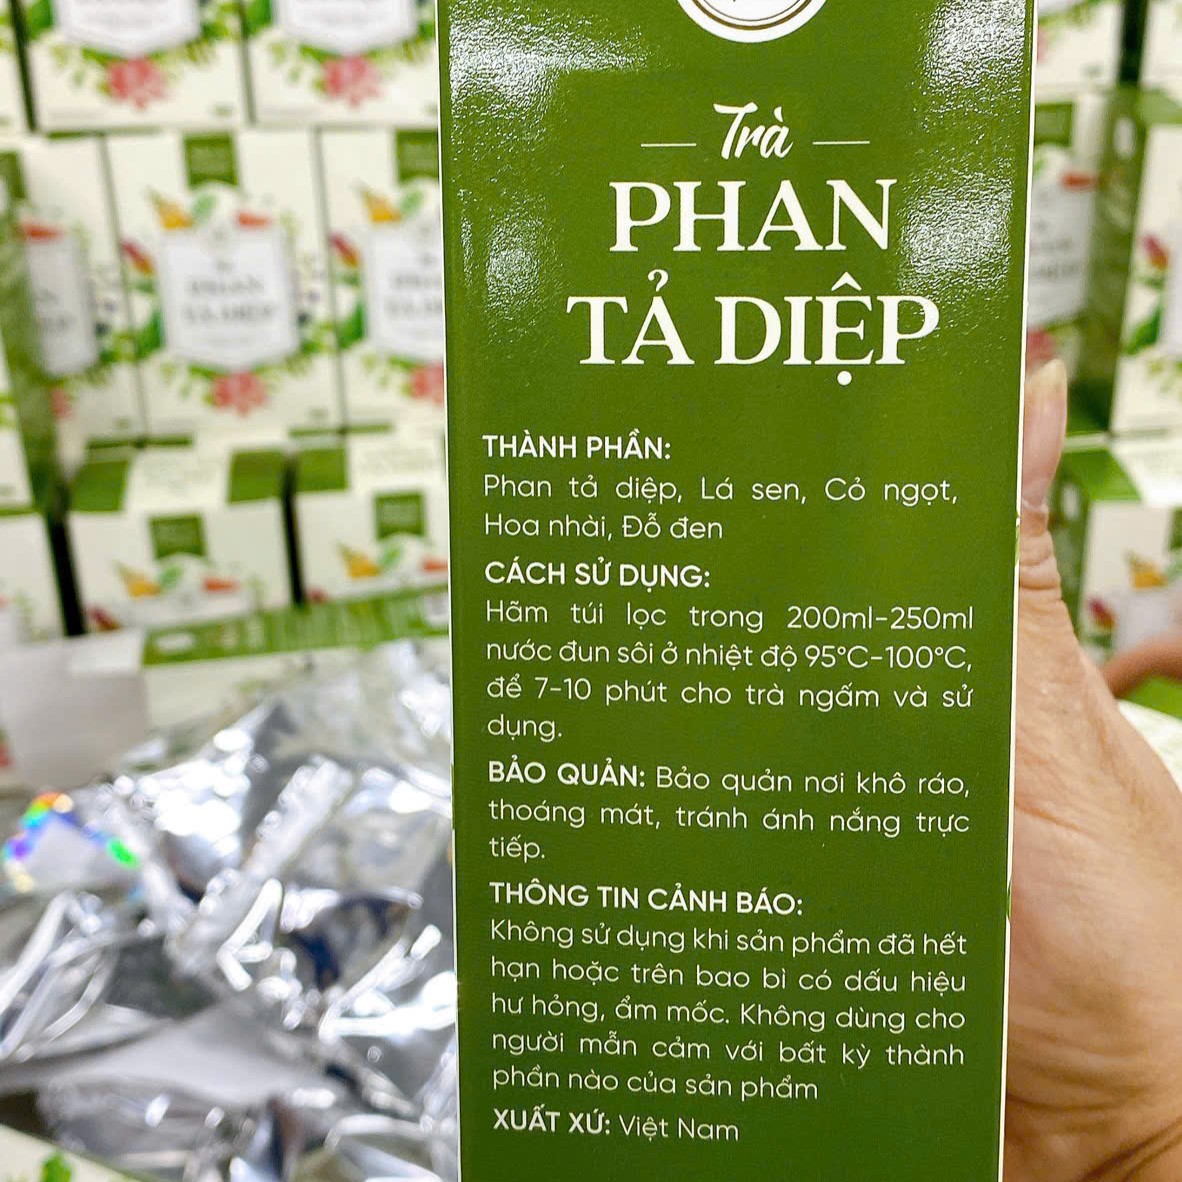 Trà
PHAN
TẢ DIỆP
THÀNH PHẦN:
Phan tả diệp, Lá sen, Cỏ ngọt,
Hoa nhài, Đỗ đen
CÁCH SỬ DỤNG:
Hãm túi lọc trong 200ml-250ml
nước đun sôi ở nhiệt độ 95°C-100°C,
để 7-10 phút cho trà ngấm và sử
dụng.
BẢO QUẢN: Bảo quản nơi khô ráo,
thoáng mát, tránh ánh nắng trực
tiếp.
THÔNG TIN CẢNH BÁO:
Không sử dụng khi sản phẩm đã hết
hạn hoặc trên bao bì có dấu hiệu
hư hỏng, ẩm mốc. Không dùng cho
người mẫn cảm với bất kỳ thành
phần nào của sản phẩm
XUẤT XỨ: Việt Nam
PHAN
TẢ DIỆP